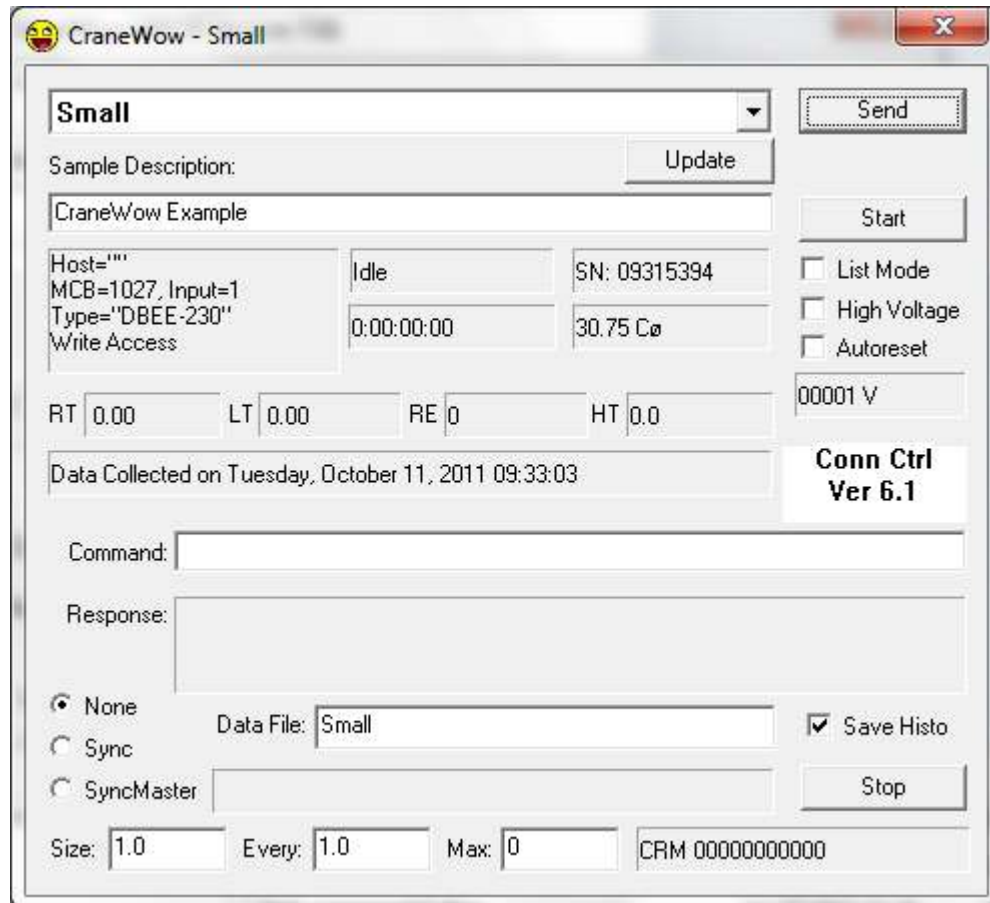 CraneWow - Small
Small
Send
Sample Description:
Update
CraneWow Example
Start
Host=""
MCB=1027, Input=1
Type="DBEE-230"
Write Access
Idle
SN: 09315394
0:00:00:00
30.75 Cø
List Mode
High Voltage
Autoreset
00001 V
RT 0.00 LT 0.00 RE 0 HT 0.0
Data Collected on Tuesday, October 11, 2011 09:33:03
Conn Ctrl
Ver 6.1
Command:
Response:
None
Sync
SyncMaster
Data File: Small
Save Histo
Stop
Size: 1.0 Every: 1.0 Max: 0 CRM 00000000000